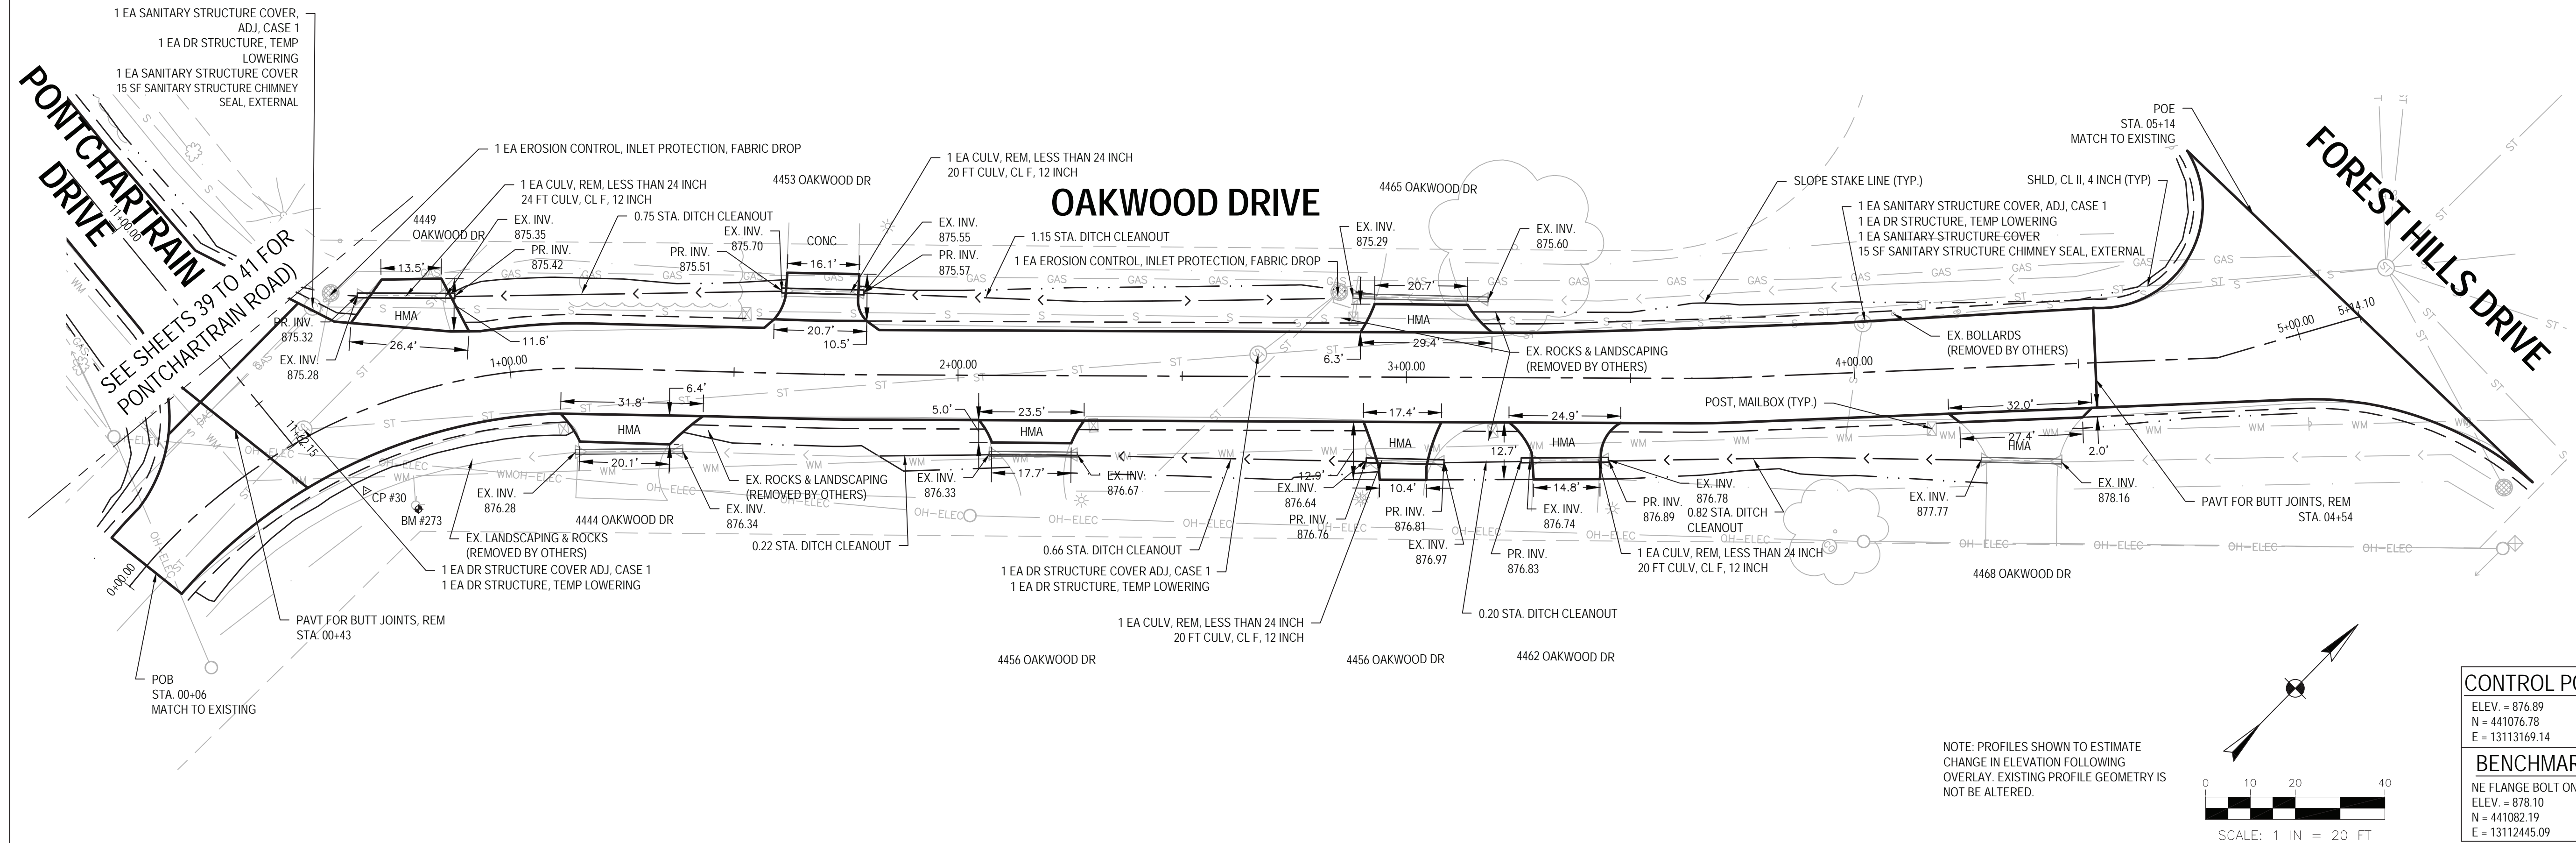 1 EA SANITARY STRUCTURE COVER,
ADJ, CASE 1
1 EA DR STRUCTURE, TEMP
LOWERING
1 EA SANITARY STRUCTURE COVER
15 SF SANITARY STRUCTURE CHIMNEY
SEAL, EXTERNAL
PONTCHARTRAIN
DRIVE
11+00.00
SEE SHEETS 39 TO 41 FOR
PONTCHARTRAIN ROAD)
1 EA EROSION CONTROL, INLET PROTECTION, FABRIC DROP
1 EA CULV, REM, LESS THAN 24 INCH
24 FT CULV, CL F, 12 INCH
4449
OAKWOOD DR
EX. INV.
875.35
PR. INV.
875.42
0.75 STA. DITCH CLEANOUT
4453 OAKWOOD DR
1 EA CULV, REM, LESS THAN 24 INCH
20 FT CULV, CL F, 12 INCH
OAKWOOD DRIVE
EX. INV.
875.70
PR. INV.
875.51
CONC
EX. INV.
875.55
PR. INV.
875.57
1.15 STA. DITCH CLEANOUT
1 EA EROSION CONTROL, INLET PROTECTION, FABRIC DROP
4465 OAKWOOD DR
EX. INV.
875.29
EX. INV.
875.60
SLOPE STAKE LINE (TYP.)
SHLD, CL II, 4 INCH (TYP)
POE
STA. 05+14
MATCH TO EXISTING
FOREST HILLS DRIVE
1 EA SANITARY STRUCTURE COVER, ADJ, CASE 1
1 EA DR STRUCTURE, TEMP LOWERING
1 EA SANITARY STRUCTURE COVER
15 SF SANITARY STRUCTURE CHIMNEY SEAL, EXTERNAL
13.5'
HMA
26.4'
11.6'
PR. INV.
875.32
EX. INV.
875.28
16.1'
20.7'
10.5'
20.7'
HMA
29.4'
6.3'
EX. ROCKS & LANDSCAPING
(REMOVED BY OTHERS)
EX. BOLLARDS
(REMOVED BY OTHERS)
1+00.00
2+00.00
3+00.00
4+00.00
5+00.00
5+14.10
11+82.15
0+00.00
31.8'
6.4'
HMA
20.1'
5.0'
23.5'
HMA
17.7'
17.4'
HMA
12.9'
10.4'
12.7'
24.9'
HMA
14.8'
POST, MAILBOX (TYP.)
32.0'
27.4'
HMA
2.0'
CP #30
BM #273
EX. INV.
876.28
4444 OAKWOOD DR
EX. INV.
876.34
EX. ROCKS & LANDSCAPING
(REMOVED BY OTHERS)
EX. LANDSCAPING & ROCKS
(REMOVED BY OTHERS)
1 EA DR STRUCTURE COVER ADJ, CASE 1
1 EA DR STRUCTURE, TEMP LOWERING
0.22 STA. DITCH CLEANOUT
EX. INV.
876.33
EX. INV.
876.67
0.66 STA. DITCH CLEANOUT
1 EA DR STRUCTURE COVER ADJ, CASE 1
1 EA DR STRUCTURE, TEMP LOWERING
EX. INV.
876.64
PR. INV.
876.76
PR. INV.
876.81
EX. INV.
876.97
EX. INV.
876.74
PR. INV.
876.83
EX. INV.
876.78
PR. INV.
876.89
0.82 STA. DITCH
CLEANOUT
1 EA CULV, REM, LESS THAN 24 INCH
20 FT CULV, CL F, 12 INCH
0.20 STA. DITCH CLEANOUT
1 EA CULV, REM, LESS THAN 24 INCH
20 FT CULV, CL F, 12 INCH
EX. INV.
877.77
EX. INV.
878.16
PAVT FOR BUTT JOINTS, REM
STA. 04+54
4468 OAKWOOD DR
4456 OAKWOOD DR
4456 OAKWOOD DR
4462 OAKWOOD DR
PAVT FOR BUTT JOINTS, REM
STA. 00+43
POB
STA. 00+06
MATCH TO EXISTING
NOTE: PROFILES SHOWN TO ESTIMATE
CHANGE IN ELEVATION FOLLOWING
OVERLAY. EXISTING PROFILE GEOMETRY IS
NOT BE ALTERED.
0 10 20 40
SCALE: 1 IN = 20 FT
CONTROL PO
ELEV. = 876.89
N = 441076.78
E = 13113169.14
BENCHMAR
NE FLANGE BOLT ON
ELEV. = 878.10
N = 441082.19
E = 13112445.09